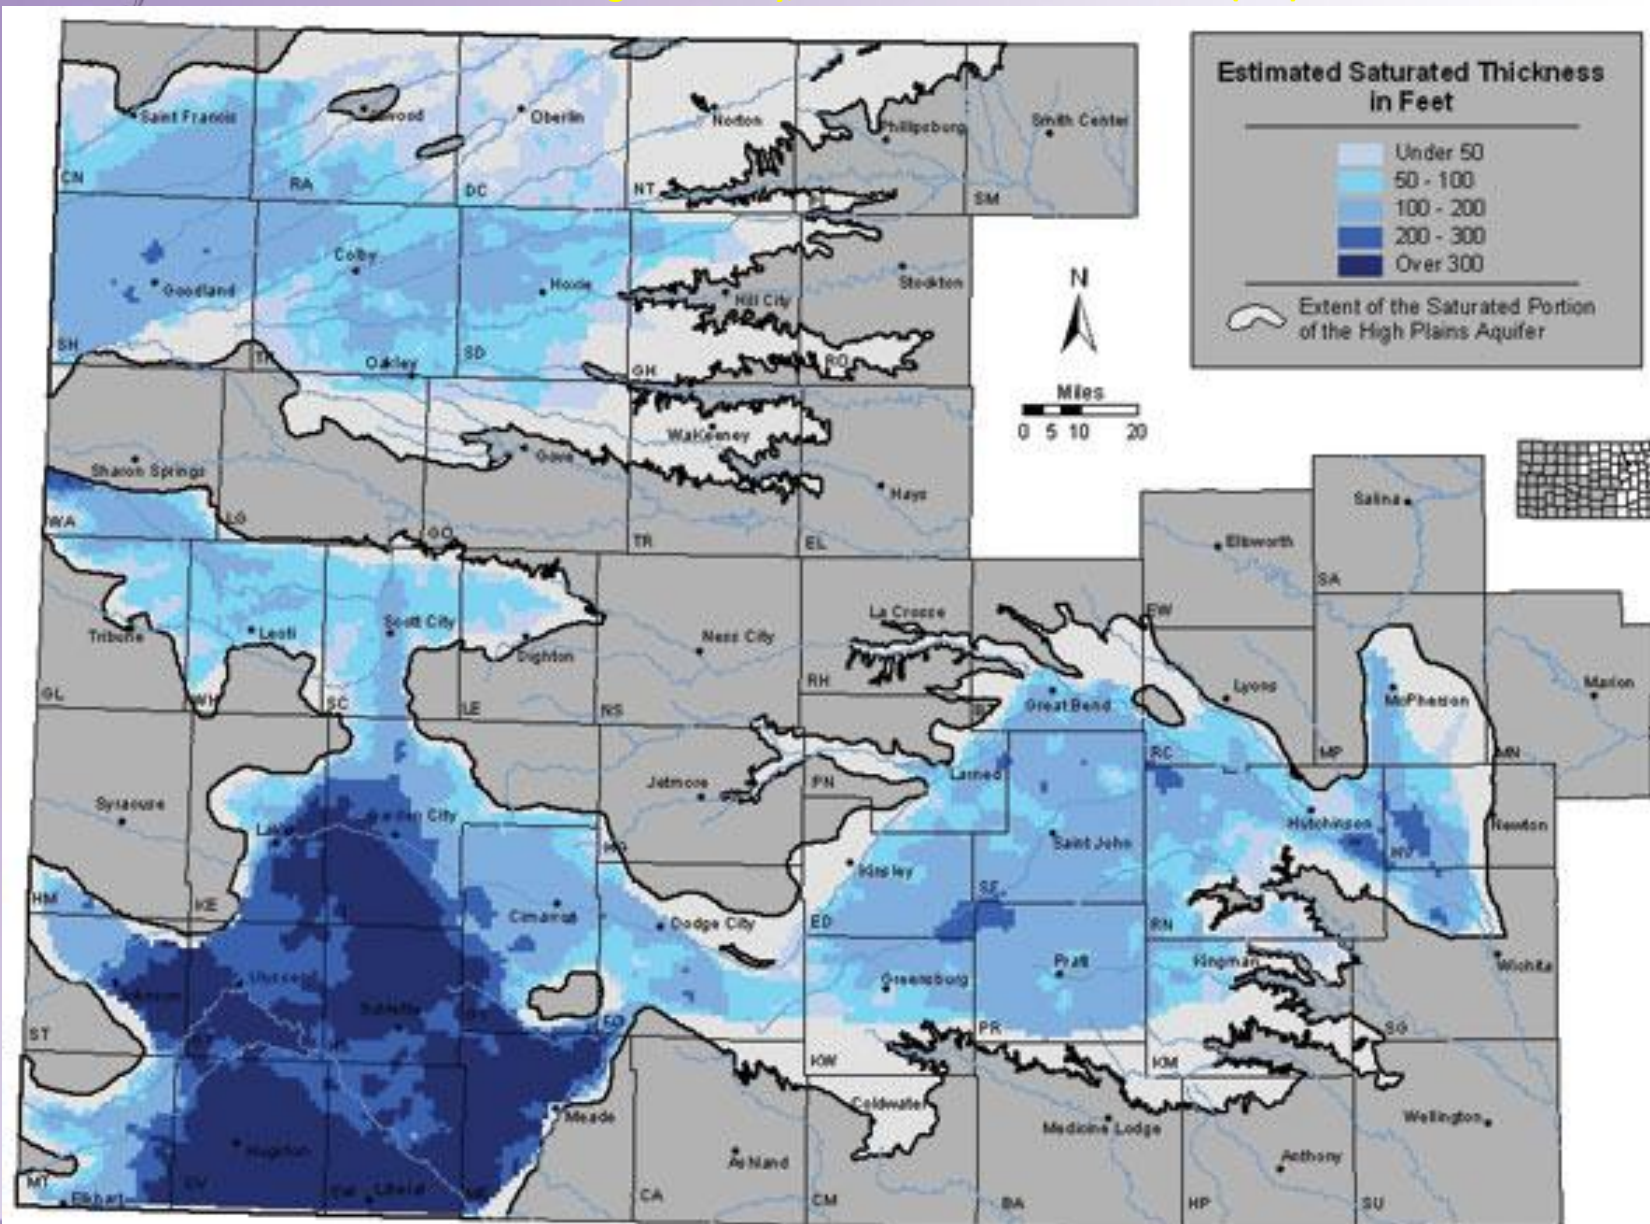 Estimated Saturated Thickness
in Feet
Under 50
50 - 100
100 - 200
200 - 300
Over 300
Extent of the Saturated Portion
of the High Plains Aquifer
N
Miles
0 5 10 20
Saint Francis
Oberlin
Norton
Phillipsburg
Smith Center
CN
RA
DC
NT
SM
Colby
Goodland
Hoxie
Hill City
Stockton
SH
Oakley
SD
GH
RO
WaKeeney
Gove
Sharon Springs
Hays
Salina
WA
LG
GO
TR
EL
Ellsworth
SA
EW
La Crosse
Tribune
Leoti
Scott City
Ness City
Dighton
RH
Lyons
McPherson
Marion
GL
WH
SC
LE
NS
Great Bend
RC
MP
MN
Larned
Jetmore
PN
Syracuse
Garden City
Hutchinson
Newton
Saint John
HV
Kinsley
HM
KE
Cimarron
Dodge City
ED
SF
RN
Ulysses
Greensburg
Pratt
Kingman
Wichita
ST
FO
PR
SG
KW
KM
Meade
Coldwater
Medicine Lodge
Wellington
Hugoton
Ashland
Anthony
MT
Elkhart
Liberal
CA
CM
BA
HP
SU